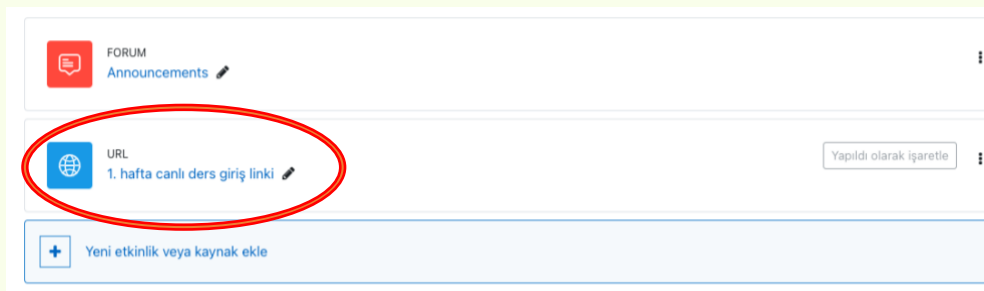 FORUM
Announcements
URL
1. hafta canlı ders giriş linki
Yapıldı olarak işaretle
Yeni etkinlik veya kaynak ekle